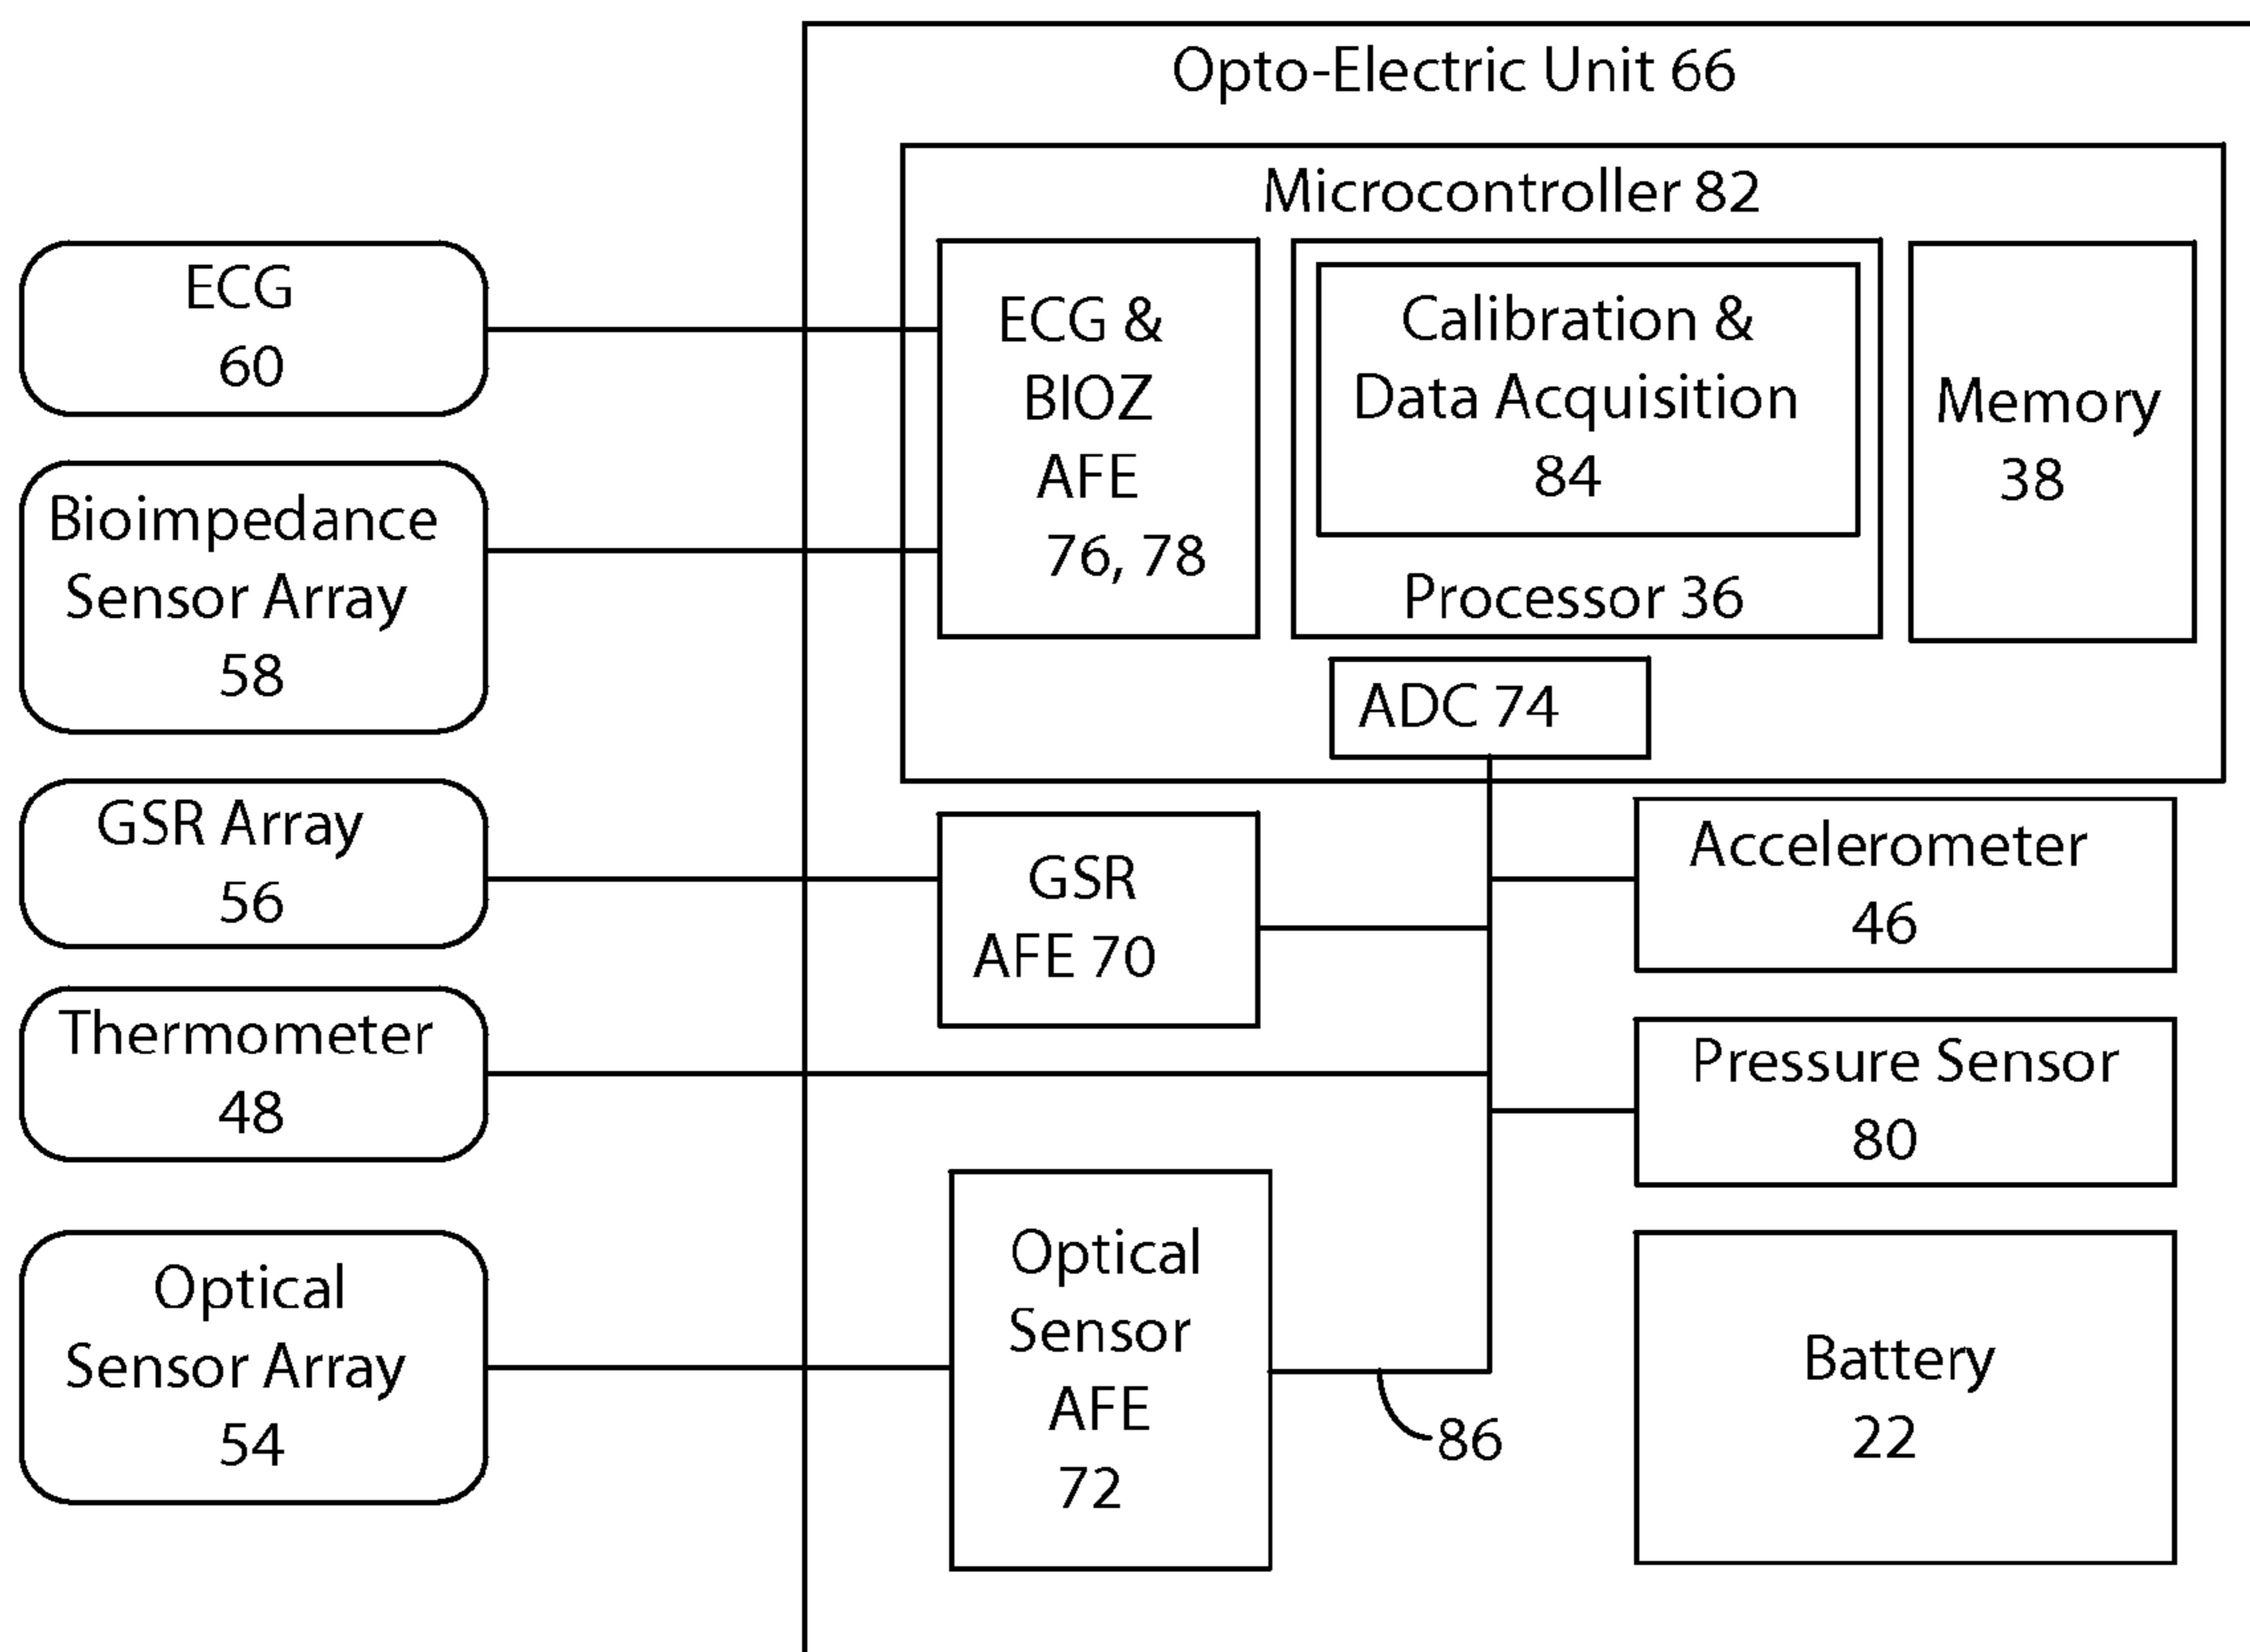 Opto-Electric Unit 66
Microcontroller 82
ECG
60
ECG &
BIOZ
AFE
76, 78
Calibration &
Data Acquisition
84
Processor 36
Memory
38
Bioimpedance
Sensor Array
58
ADC 74
GSR Array
56
GSR
AFE 70
Accelerometer
46
Thermometer
48
Pressure Sensor
80
Optical
Sensor Array
54
Optical
Sensor
AFE
72
86
Battery
22